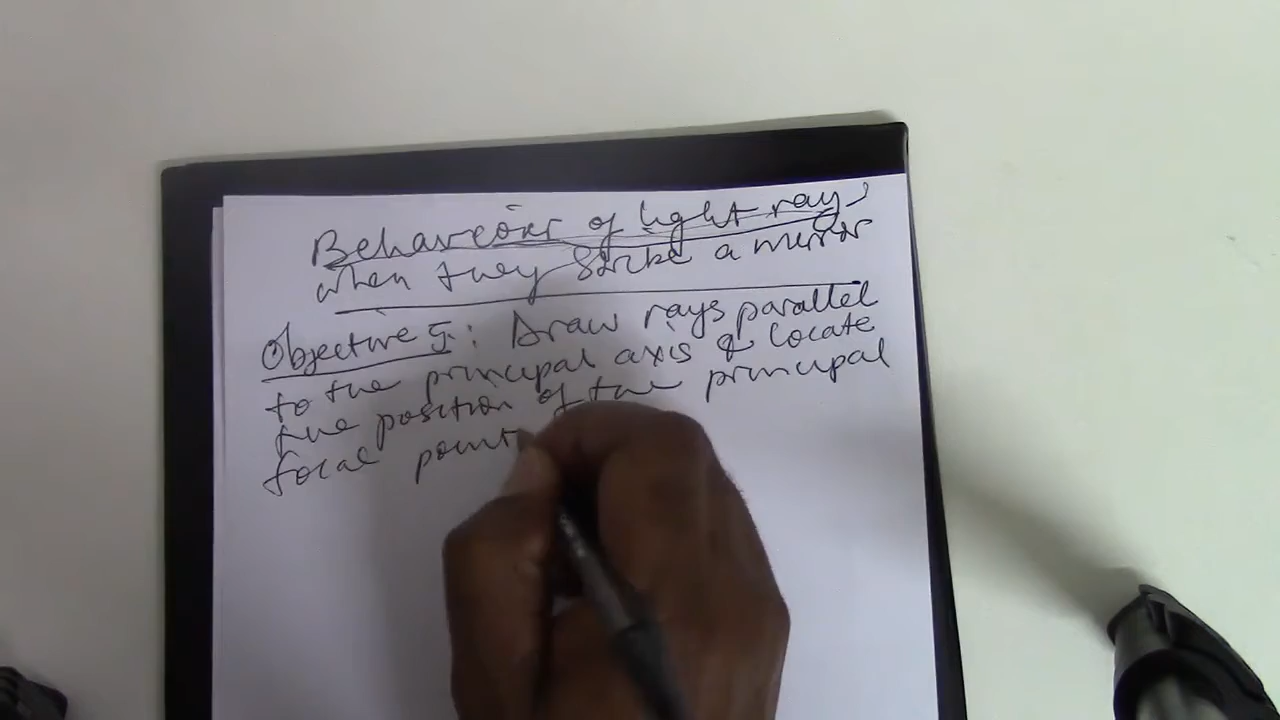 Behaviour of light rays
when they strike a mirror
Objective 5: Draw rays parallel
to the principal axis & locate
the position of the principal
focal point